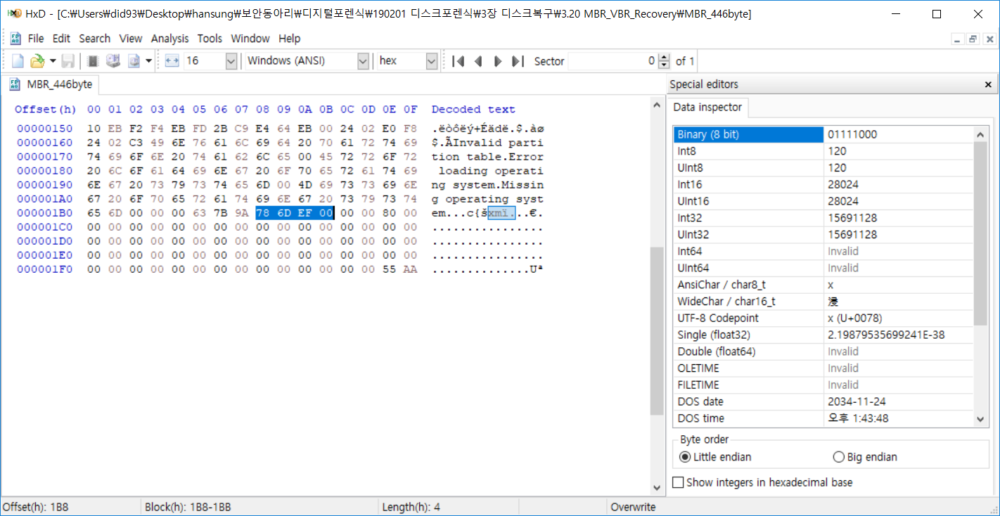 HxD - [C:₩Users₩did93₩Desktop₩hansung₩보안동아리₩디지털포렌식₩190201 디스크포렌식₩3장 디스크복구₩3.20 MBR_VBR_Recovery₩MBR_446byte]
File Edit Search View Analysis Tools Window Help
16 Windows (ANSI) hex Sector 0 of 1
MBR_446byte
Offset(h) 00 01 02 03 04 05 06 07 08 09 0A 0B 0C 0D 0E 0F Decoded text
00000150 10 EB F2 F4 EB FD 2B C9 E4 64 EB 00 24 02 E0 F8 .ëòôëý+Éädë.$.àø
00000160 24 02 C3 49 6E 76 61 6C 69 64 20 70 61 72 74 69 $.ÃInvalid parti
00000170 74 69 6F 6E 20 74 61 62 6C 65 00 45 72 72 6F 72 tion table.Error
00000180 20 6C 6F 61 64 69 6E 67 20 6F 70 65 72 61 74 69 loading operati
00000190 6E 67 20 73 79 73 74 65 6D 00 4D 69 73 73 69 6E ng system.Missin
000001A0 67 20 6F 70 65 72 61 74 69 6E 67 20 73 79 73 74 g operating syst
000001B0 65 6D 00 00 00 63 7B 9A 78 6D EF 00 00 00 80 00 em...c{šxmï...€.
000001C0 00 00 00 00 00 00 00 00 00 00 00 00 00 00 00 00 ................
000001D0 00 00 00 00 00 00 00 00 00 00 00 00 00 00 00 00 ................
000001E0 00 00 00 00 00 00 00 00 00 00 00 00 00 00 00 00 ................
000001F0 00 00 00 00 00 00 00 00 00 00 00 00 00 00 55 AA ..............Uª
Special editors
Data inspector
Binary (8 bit) 01111000
Int8 120
UInt8 120
Int16 28024
UInt16 28024
Int32 15691128
UInt32 15691128
Int64 Invalid
UInt64 Invalid
AnsiChar / char8_t x
WideChar / char16_t 浸
UTF-8 Codepoint x (U+0078)
Single (float32) 2.19879535699241E-38
Double (float64) Invalid
OLETIME Invalid
FILETIME Invalid
DOS date 2034-11-24
DOS time 오후 1:43:48
Byte order
Little endian Big endian
Show integers in hexadecimal base
Offset(h): 1B8 Block(h): 1B8-1BB Length(h): 4 Overwrite